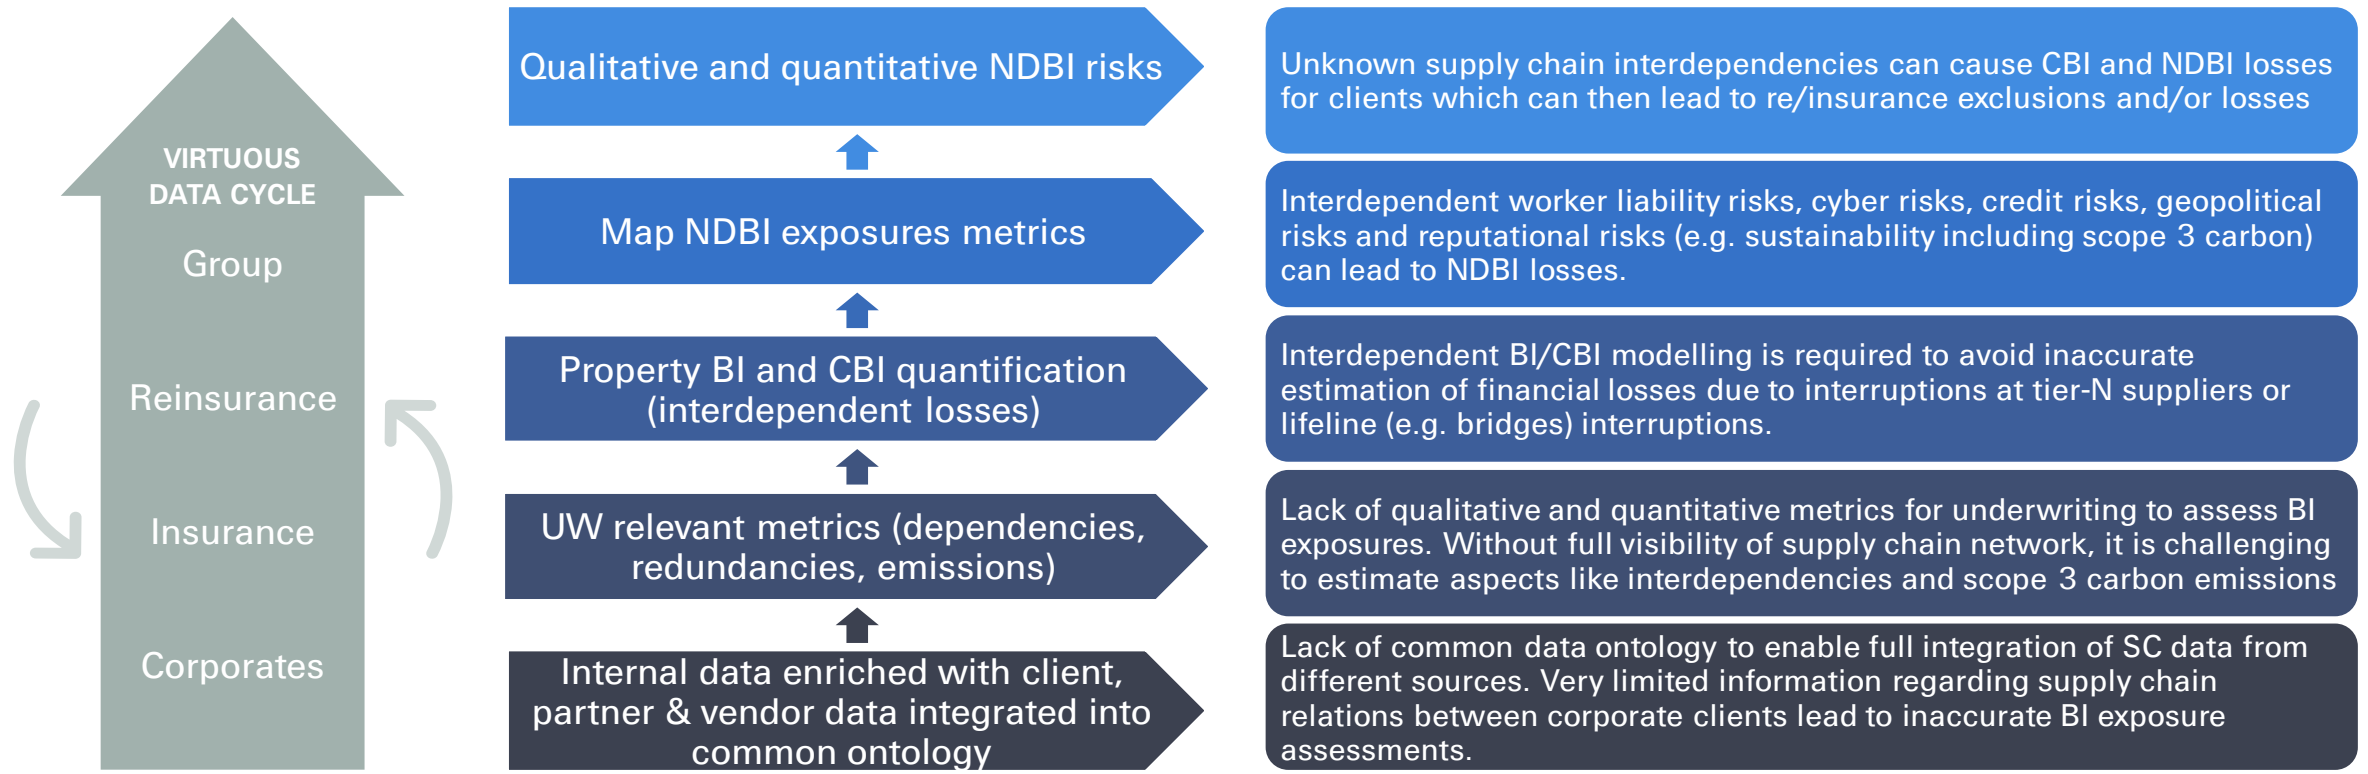 VIRTUOUS
DATA CYCLE
Group
Reinsurance
Insurance
Corporates
Qualitative and quantitative NDBI risks
Unknown supply chain interdependencies can cause CBI and NDBI losses
for clients which can then lead to re/insurance exclusions and/or losses
Map NDBI exposures metrics
Interdependent worker liability risks, cyber risks, credit risks, geopolitical
risks and reputational risks (e.g. sustainability including scope 3 carbon)
can lead to NDBI losses.
Property BI and CBI quantification
(interdependent losses)
Interdependent BI/CBI modelling is required to avoid inaccurate
estimation of financial losses due to interruptions at tier-N suppliers or
lifeline (e.g. bridges) interruptions.
UW relevant metrics (dependencies,
redundancies, emissions)
Lack of qualitative and quantitative metrics for underwriting to assess BI
exposures. Without full visibility of supply chain network, it is challenging
to estimate aspects like interdependencies and scope 3 carbon emissions
Internal data enriched with client,
partner & vendor data integrated into
common ontology
Lack of common data ontology to enable full integration of SC data from
different sources. Very limited information regarding supply chain
relations between corporate clients lead to inaccurate BI exposure
assessments.